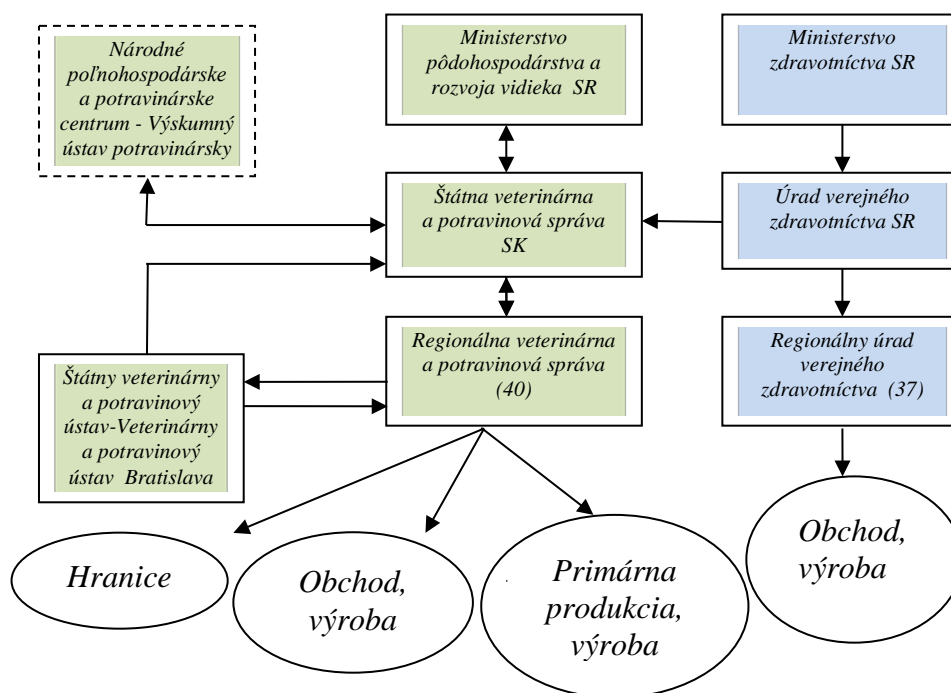 Národné
poľnohospodárske
a potravinárske
centrum - Výskumný
ústav potravinársky
Ministerstvo
pôdohospodárstva a
rozvoja vidieka SR
Ministerstvo
zdravotníctva SR
Štátna veterinárna
a potravinová správa
SK
Úrad verejného
zdravotníctva SR
Regionálna veterinárna
a potravinová správa
(40)
Regionálny úrad
verejného
zdravotníctva (37)
Štátny veterinárny
a potravinový
ústav-Veterinárny
a potravinový
ústav Bratislava
Hranice
Obchod,
výroba
Primárna
produkcia,
výroba
Obchod,
výroba